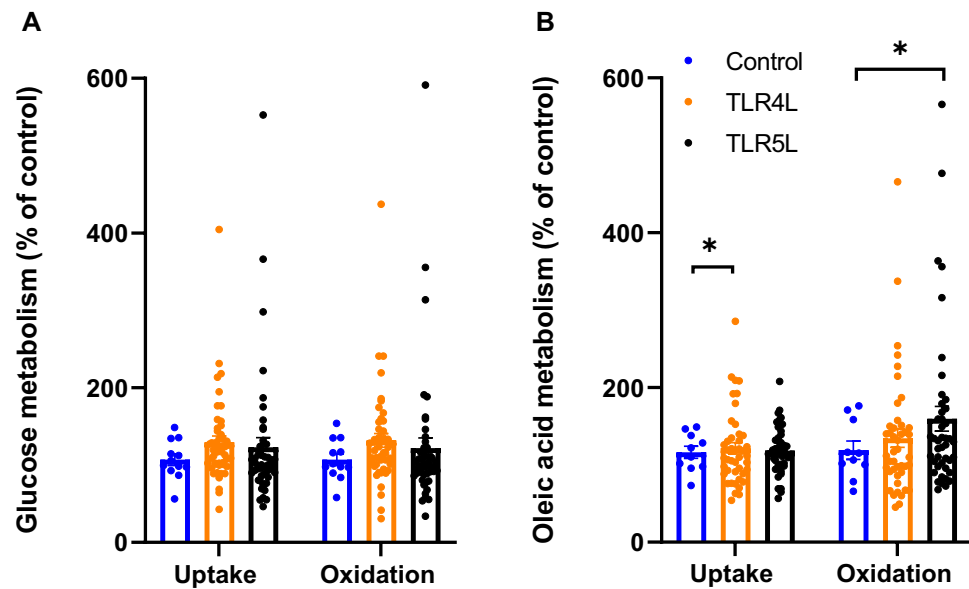 A
Glucose metabolism (% of control)
600
400
200
0
Uptake Oxidation
B
Oleic acid metabolism (% of control)
600
400
200
0
Control
TLR4L
TLR5L
*
*
Uptake Oxidation